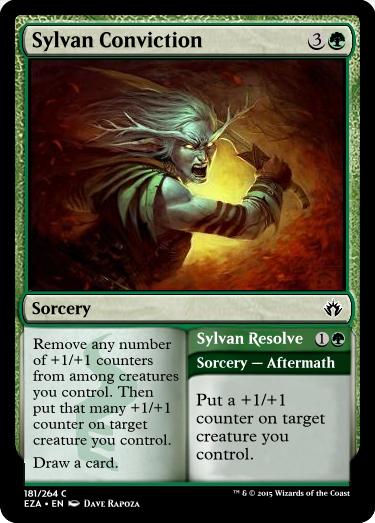 Sylvan Conviction 3
Sorcery
Remove any number
of +1/+1 counters
from among creatures
you control. Then
put that many +1/+1
counter on target
creature you control.
Draw a card.
Sylvan Resolve 1
Sorcery — Aftermath
Put a +1/+1
counter on target
creature you
control.
181/264 C
EZA • EN Dave Rapoza
™ & © 2015 Wizards of the Coast